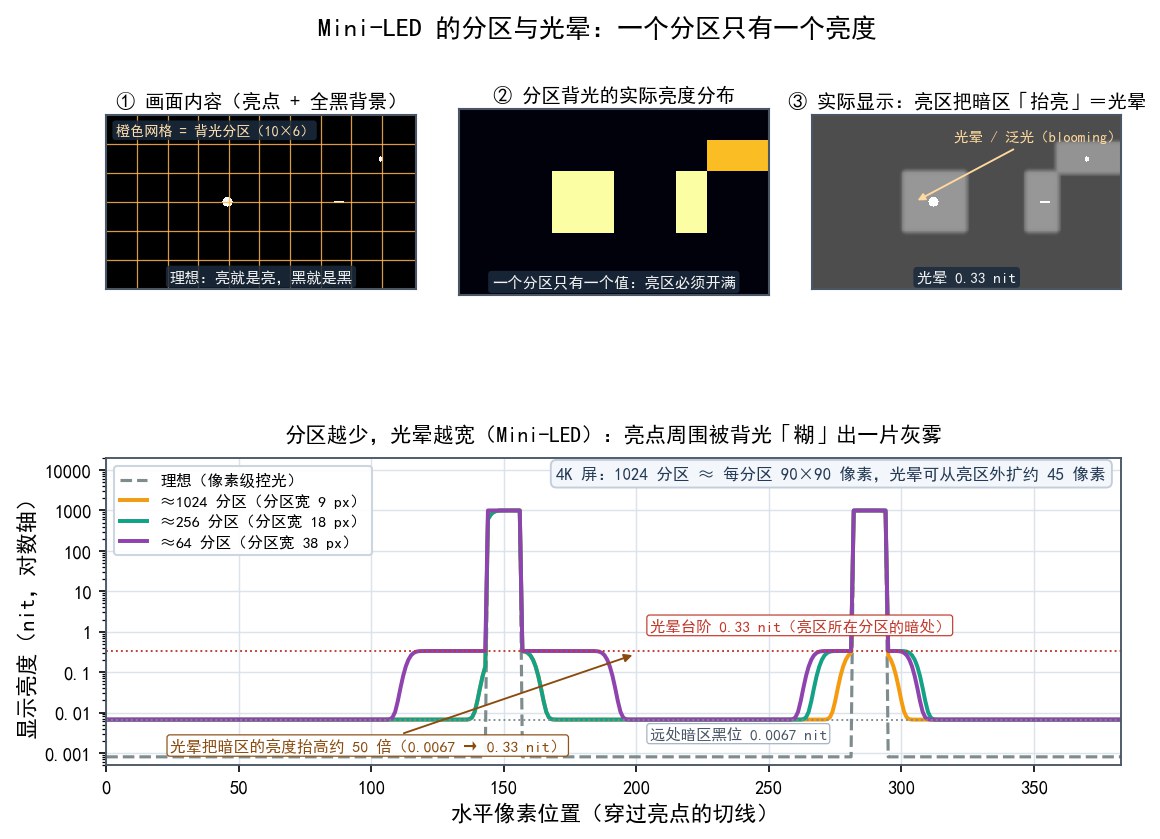 Mini-LED 的分区与光晕：一个分区只有一个亮度
① 画面内容（亮点 + 全黑背景）
橙色网格 = 背光分区（10×6）
理想：亮就是亮，黑就是黑
② 分区背光的实际亮度分布
一个分区只有一个值：亮区必须开满
③ 实际显示：亮区把暗区「抬亮」＝光晕
光晕 / 泛光（blooming）
光晕 0.33 nit
分区越少，光晕越宽（Mini-LED）：亮点周围被背光「糊」出一片灰雾
4K 屏：1024 分区 ≈ 每分区 90×90 像素，光晕可从亮区外扩约 45 像素
理想（像素级控光）
≈1024 分区（分区宽 9 px）
≈256 分区（分区宽 18 px）
≈64 分区（分区宽 38 px）
光晕台阶 0.33 nit（亮区所在分区的暗处）
远处暗区黑位 0.0067 nit
光晕把暗区的亮度抬高约 50 倍（0.0067 → 0.33 nit）
显示亮度（nit, 对数轴）
10000
1000
100
10
1
0.1
0.01
0.001
0 50 100 150 200 250 300 350
水平像素位置（穿过亮点的切线）